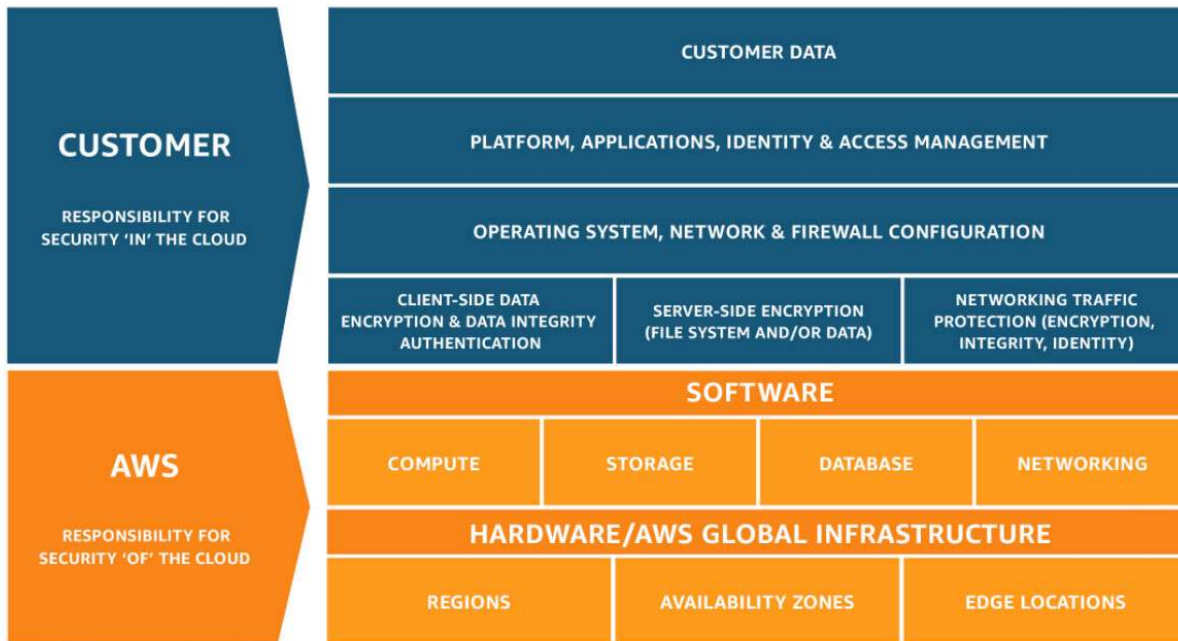 CUSTOMER
RESPONSIBILITY FOR
SECURITY ‘IN’ THE CLOUD
CUSTOMER DATA
PLATFORM, APPLICATIONS, IDENTITY & ACCESS MANAGEMENT
OPERATING SYSTEM, NETWORK & FIREWALL CONFIGURATION
CLIENT-SIDE DATA
ENCRYPTION & DATA INTEGRITY
AUTHENTICATION
SERVER-SIDE ENCRYPTION
(FILE SYSTEM AND/OR DATA)
NETWORKING TRAFFIC
PROTECTION (ENCRYPTION,
INTEGRITY, IDENTITY)
AWS
RESPONSIBILITY FOR
SECURITY ‘OF’ THE CLOUD
SOFTWARE
COMPUTE
STORAGE
DATABASE
NETWORKING
HARDWARE/AWS GLOBAL INFRASTRUCTURE
REGIONS
AVAILABILITY ZONES
EDGE LOCATIONS